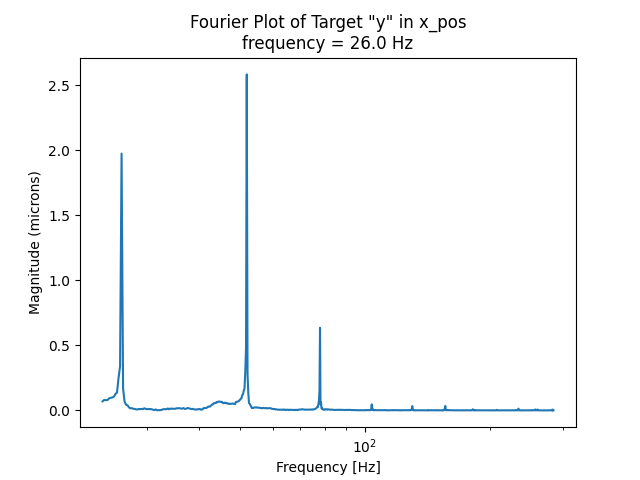 Fourier Plot of Target "y" in x_pos
frequency = 26.0 Hz
2.5
2.0
1.5
1.0
0.5
0.0
Magnitude (microns)
10²
Frequency [Hz]